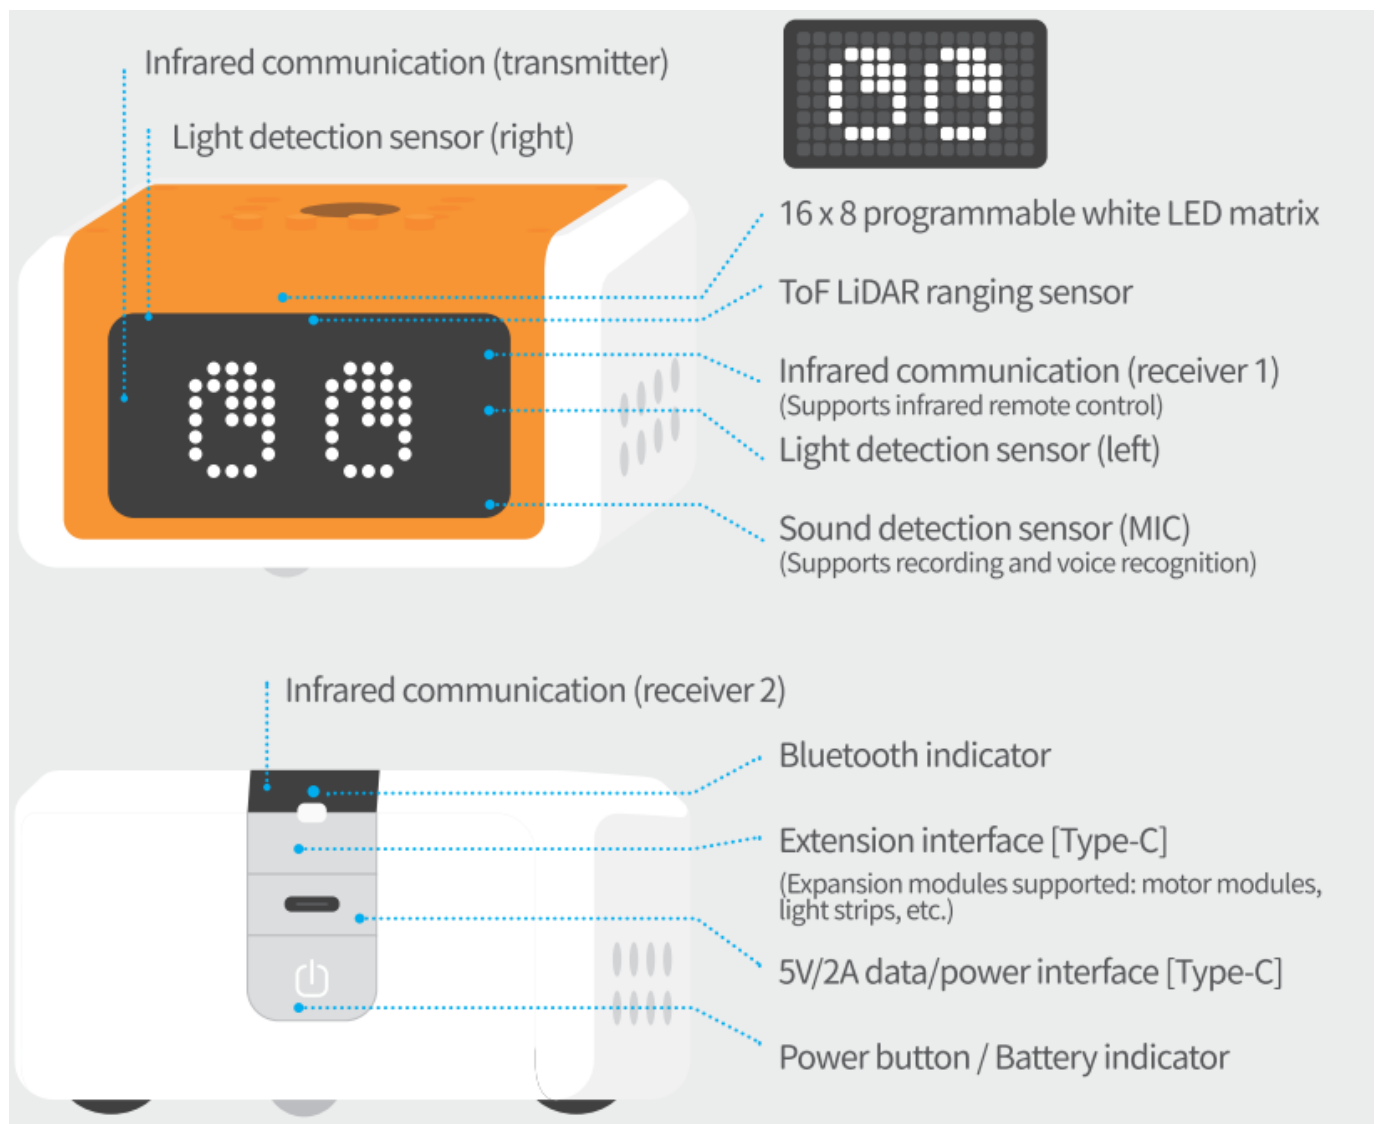 Infrared communication (transmitter)
Light detection sensor (right)
16 x 8 programmable white LED matrix
ToF LiDAR ranging sensor
Infrared communication (receiver 1)
(Supports infrared remote control)
Light detection sensor (left)
Sound detection sensor (MIC)
(Supports recording and voice recognition)
Infrared communication (receiver 2)
Bluetooth indicator
Extension interface [Type-C]
(Expansion modules supported: motor modules,
light strips, etc.)
5V/2A data/power interface [Type-C]
Power button / Battery indicator